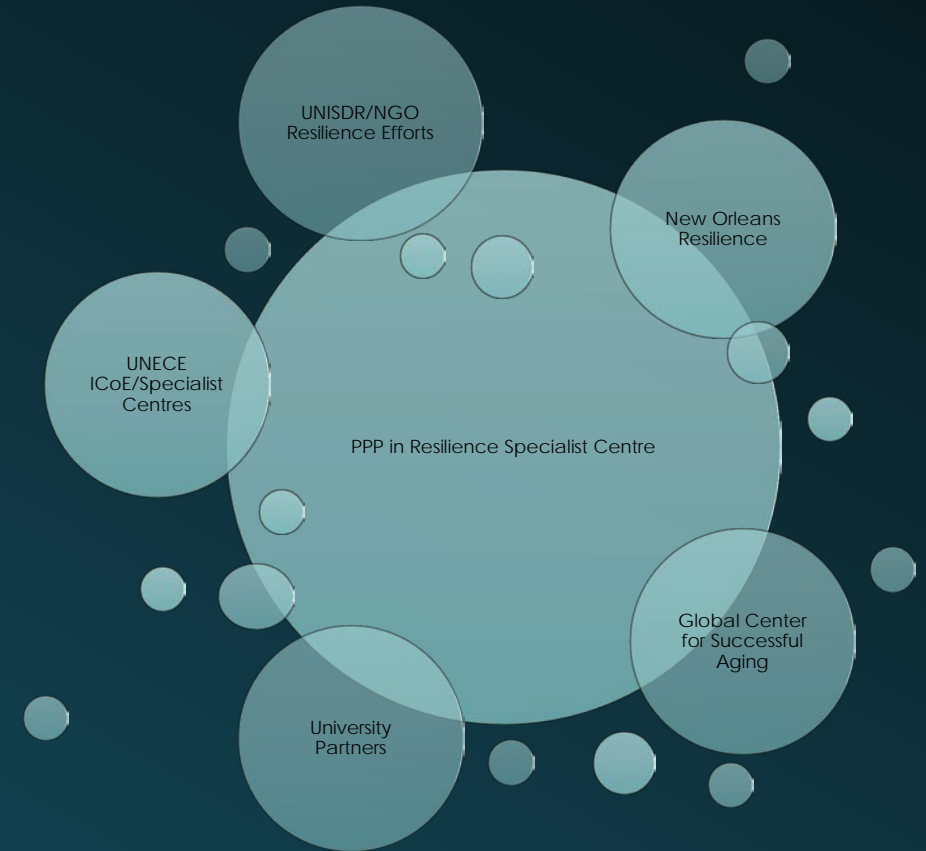 UNISDR/NGO
Resilience Efforts
New Orleans
Resilience
UNECE
ICoE/Specialist
Centres
PPP in Resilience Specialist Centre
Global Center
for Successful
Aging
University
Partners